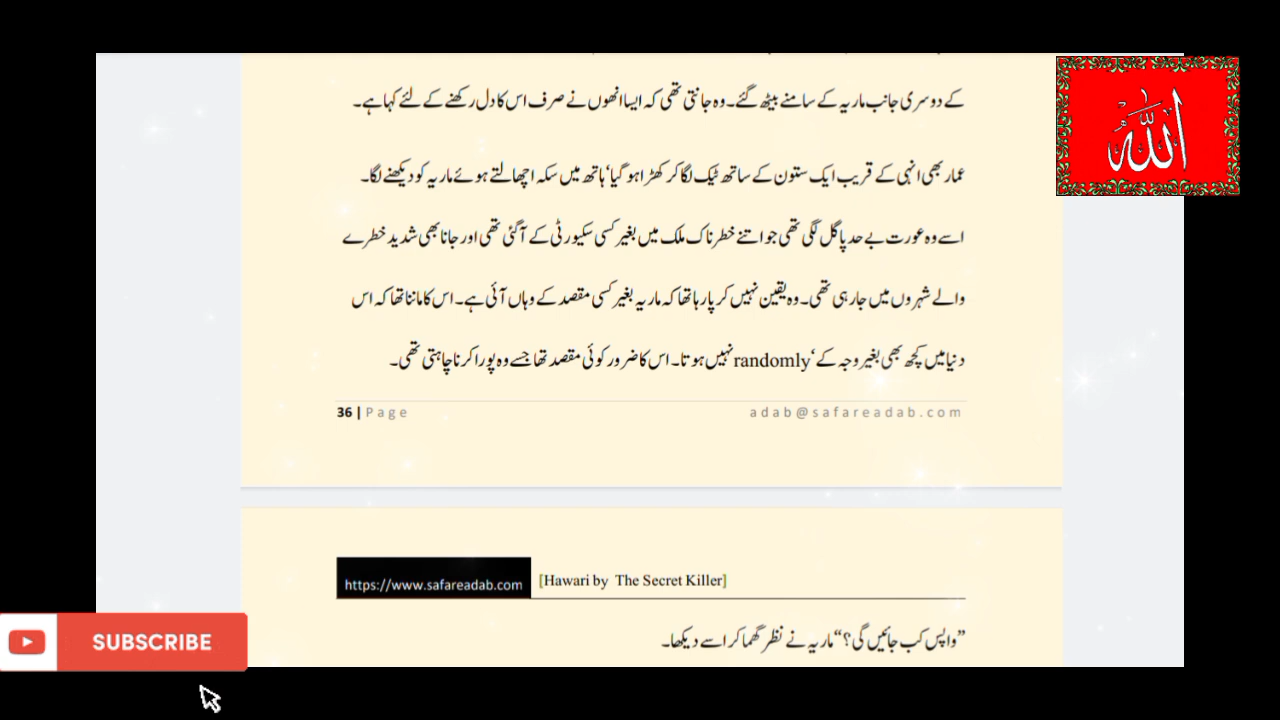 کے دوسری جانب ماریہ کے سامنے بیٹھ گئے۔ وہ جانتی تھی کہ ایسا انھوں نے صرف اس کا دل رکھنے کے لئے کہا ہے۔
الله
عمار بھی انہی کے قریب ایک ستون کے ساتھ ٹیک لگا کر کھڑا ہو گیا‘ ہاتھ میں سکہ اچھالتے ہوئے ماریہ کو دیکھنے لگا۔
اسے وہ عورت بے حد پاگل لگی تھی جو اتنے خطرناک ملک میں بغیر کسی سکیورٹی کے آ گئی تھی اور جانا بھی شدید خطرے
والے شہروں میں جا رہی تھی۔ وہ یقین نہیں کر پا رہا تھا کہ ماریہ بغیر کسی مقصد کے وہاں آئی ہے۔ اس کا ماننا تھا کہ اس
دنیا میں کچھ بھی بغیر وجہ کے‘ randomly نہیں ہوتا۔ اس کا ضرور کوئی مقصد تھا جسے وہ پورا کرنا چاہتی تھی۔
36 | Page adab@safareadab.com
https://www.safareadab.com [Hawari by The Secret Killer]
”واپس کب جائیں گی؟“ ماریہ نے نظر گھما کر اسے دیکھا۔
SUBSCRIBE